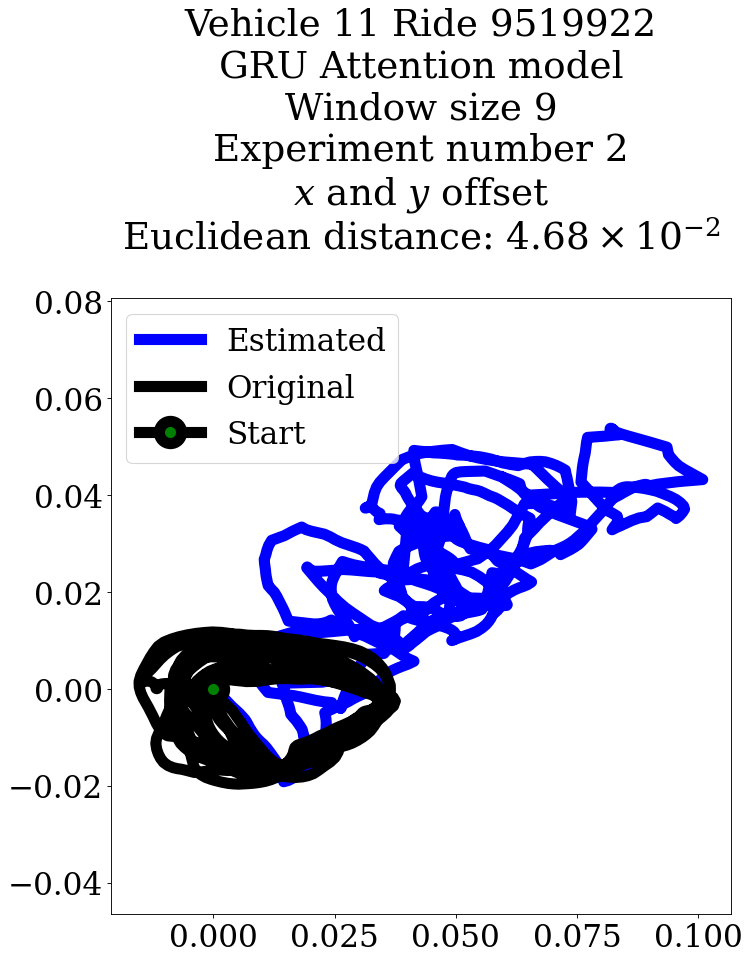 Vehicle 11 Ride 9519922
GRU Attention model
Window size 9
Experiment number 2
x and y offset
Euclidean distance: 4.68 × 10⁻²
0.08
0.06
0.04
0.02
0.00
−0.02
−0.04
Estimated
Original
Start
0.000 0.025 0.050 0.075 0.100